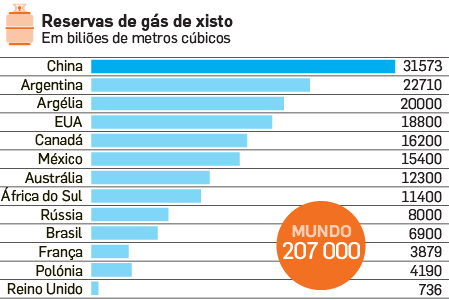 Reservas de gás de xisto
Em biliões de metros cúbicos
China 31573
Argentina 22710
Argélia 20000
EUA 18800
Canadá 16200
México 15400
Austrália 12300
África do Sul 11400
Rússia 8000
Brasil 6900
França 3879
Polónia 4190
Reino Unido 736
MUNDO
207 000